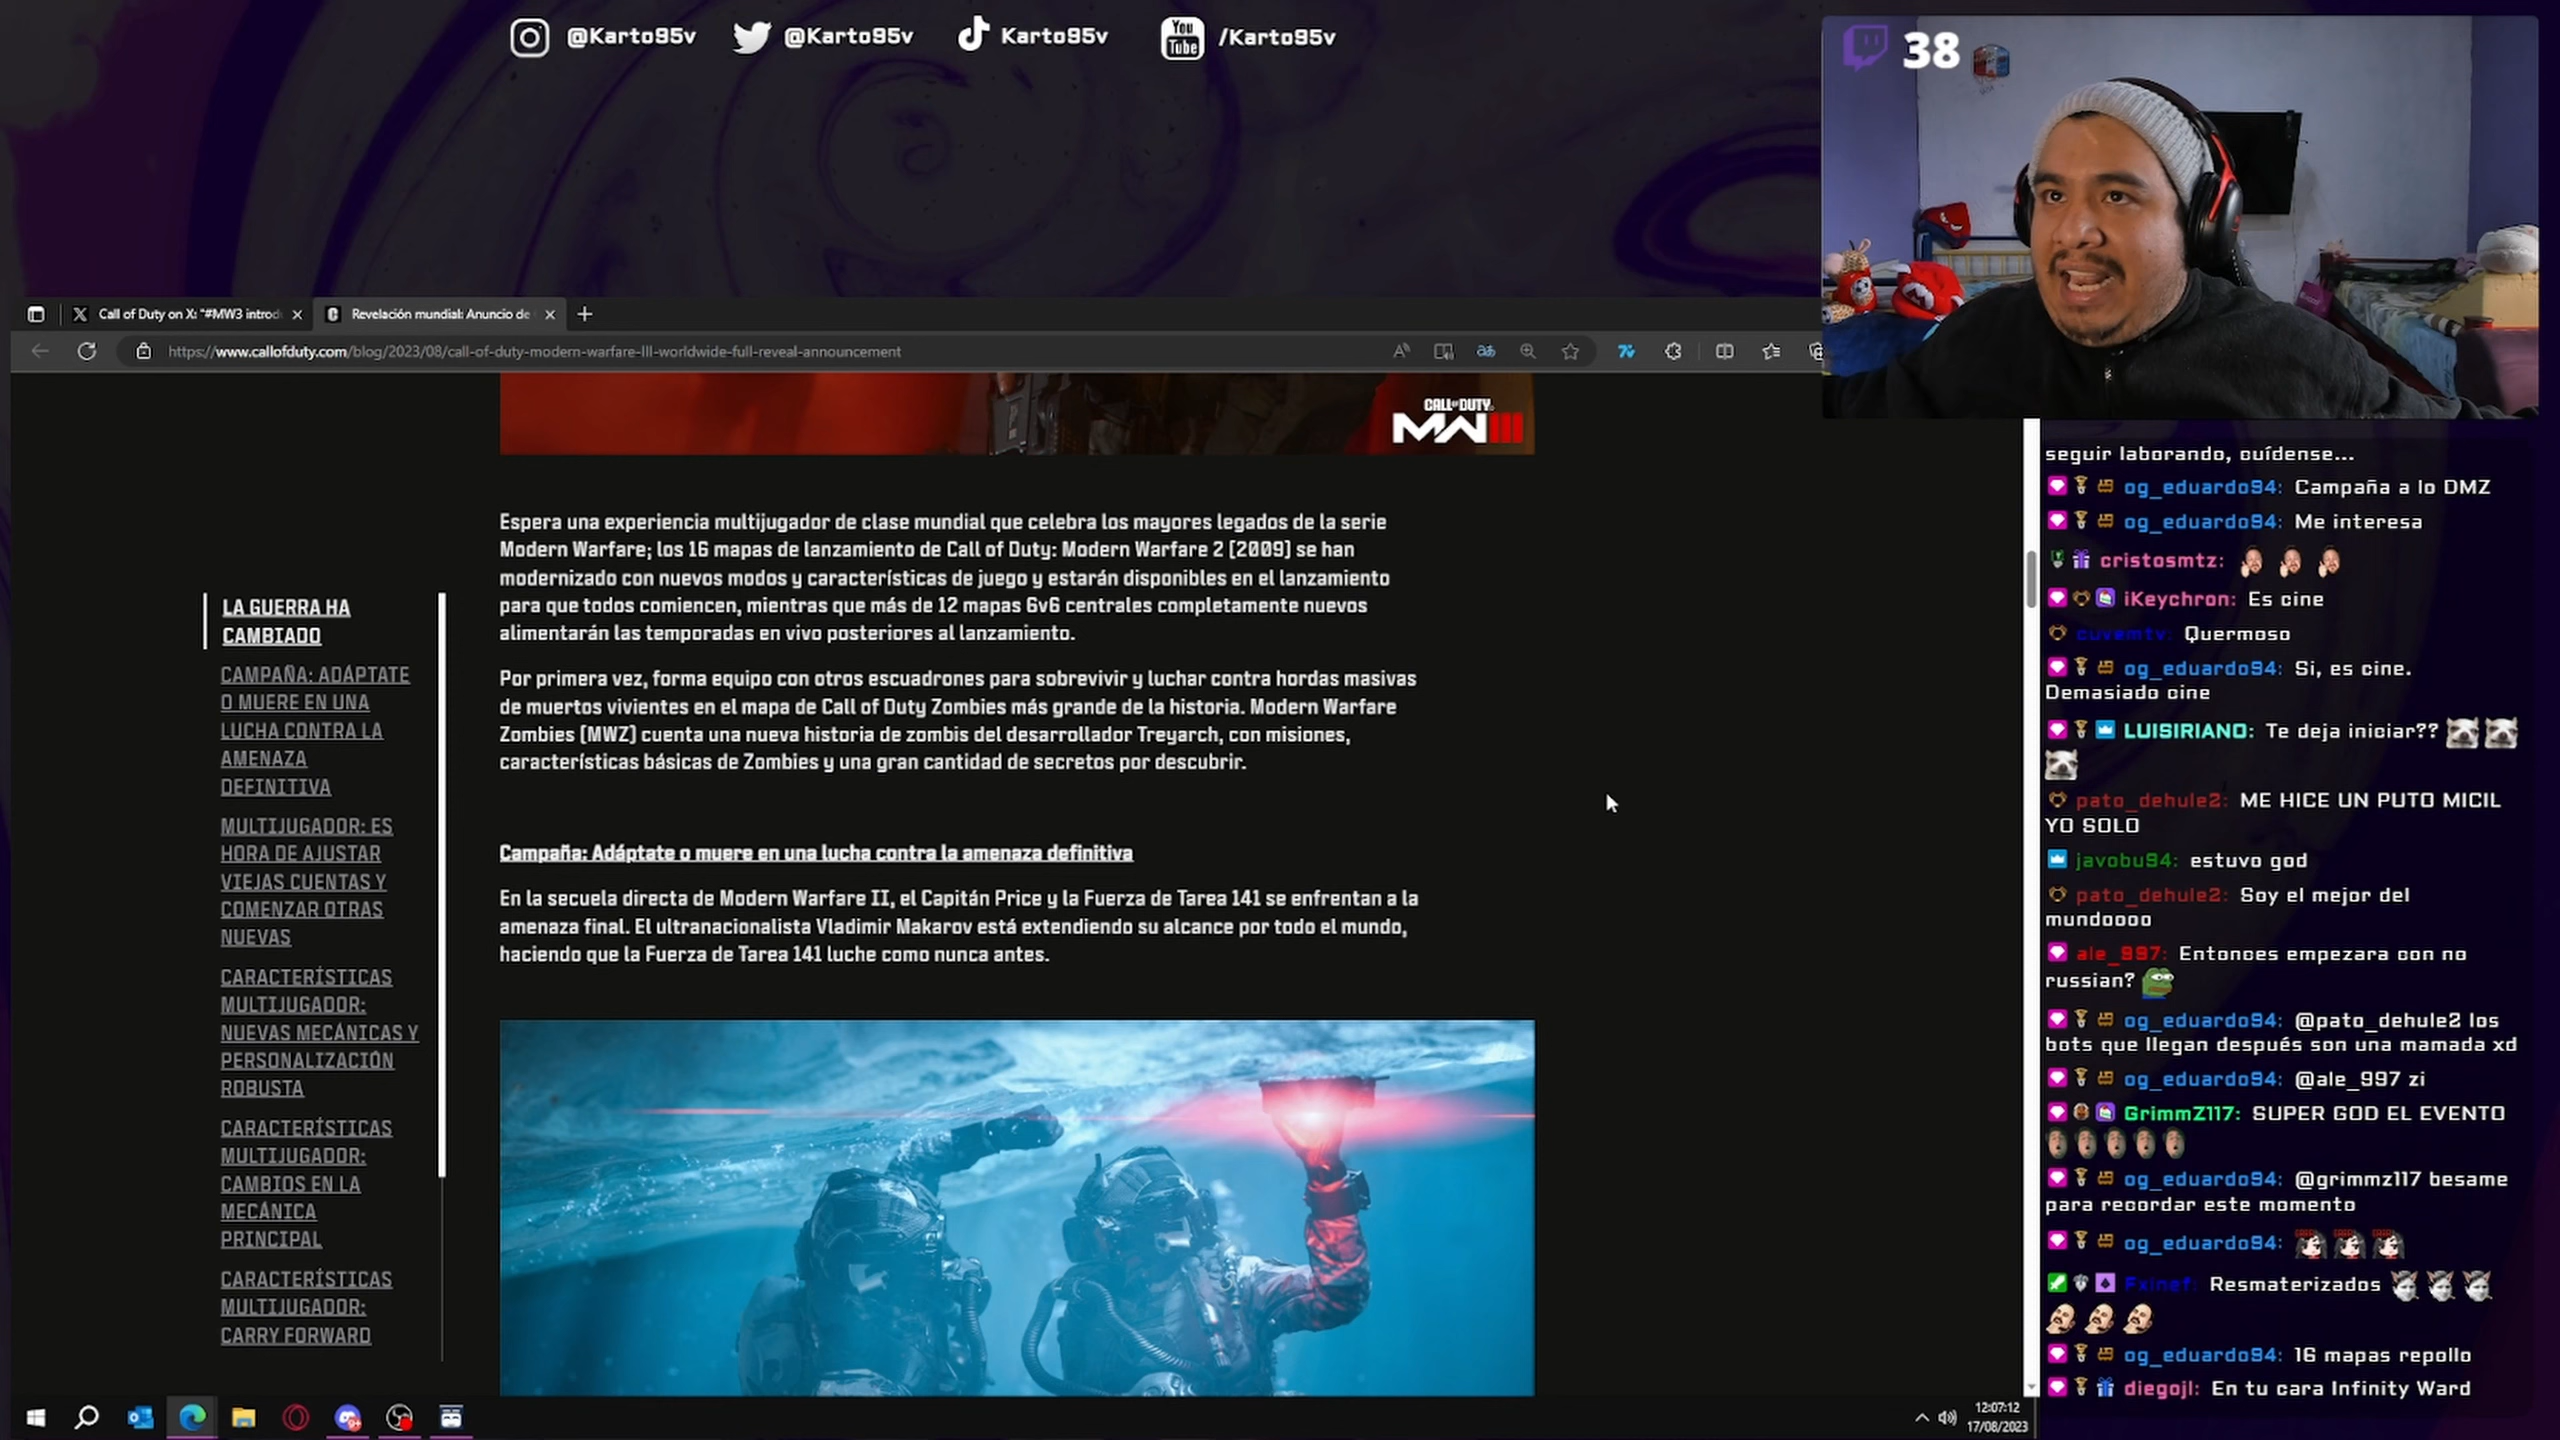 @Karto95v @Karto95v Karto95v You Tube /Karto95v
38
Call of Duty on X: "#MW3 introd
Revelación mundial: Anuncio de
https://www.callofduty.com/blog/2023/08/call-of-duty-modern-warfare-III-worldwide-full-reveal-announcement
CALL OF DUTY.
MWIII
Espera una experiencia multijugador de clase mundial que celebra los mayores legados de la serie
Modern Warfare; los 16 mapas de lanzamiento de Call of Duty: Modern Warfare 2 [2009] se han
modernizado con nuevos modos y características de juego y estarán disponibles en el lanzamiento
para que todos comiencen, mientras que más de 12 mapas 6v6 centrales completamente nuevos
alimentarán las temporadas en vivo posteriores al lanzamiento.
Por primera vez, forma equipo con otros escuadrones para sobrevivir y luchar contra hordas masivas
de muertos vivientes en el mapa de Call of Duty Zombies más grande de la historia. Modern Warfare
Zombies [MWZ] cuenta una nueva historia de zombis del desarrollador Treyarch, con misiones,
características básicas de Zombies y una gran cantidad de secretos por descubrir.
Campaña: Adáptate o muere en una lucha contra la amenaza definitiva
En la secuela directa de Modern Warfare II, el Capitán Price y la Fuerza de Tarea 141 se enfrentan a la
amenaza final. El ultranacionalista Vladimir Makarov está extendiendo su alcance por todo el mundo,
haciendo que la Fuerza de Tarea 141 luche como nunca antes.
LA GUERRA HA
CAMBIADO
CAMPAÑA: ADÁPTATE
O MUERE EN UNA
LUCHA CONTRA LA
AMENAZA
DEFINITIVA
MULTIJUGADOR: ES
HORA DE AJUSTAR
VIEJAS CUENTAS Y
COMENZAR OTRAS
NUEVAS
CARACTERÍSTICAS
MULTIJUGADOR:
NUEVAS MECÁNICAS Y
PERSONALIZACIÓN
ROBUSTA
CARACTERÍSTICAS
MULTIJUGADOR:
CAMBIOS EN LA
MECÁNICA
PRINCIPAL
CARACTERÍSTICAS
MULTIJUGADOR:
CARRY FORWARD
seguir laborando, cuídense...
og_eduardo94: Campaña a lo DMZ
og_eduardo94: Me interesa
cristosmtz:
iKeychron: Es cine
cuvemtv: Quermoso
og_eduardo94: Si, es cine.
Demasiado cine
LUISIRIANO: Te deja iniciar??
pato_dehule2: ME HICE UN PUTO MICIL
YO SOLO
javobu94: estuvo god
pato_dehule2: Soy el mejor del
mundoooo
ale_997: Entonces empezara con no
russian?
og_eduardo94: @pato_dehule2 los
bots que llegan después son una mamada xd
og_eduardo94: @ale_997 zi
GrimmZ117: SUPER GOD EL EVENTO
og_eduardo94: @grimmz117 besame
para recordar este momento
og_eduardo94:
Fxinef: Resmaterizados
og_eduardo94: 16 mapas repollo
diegojl: En tu cara Infinity Ward
12:07:12
17/08/2023